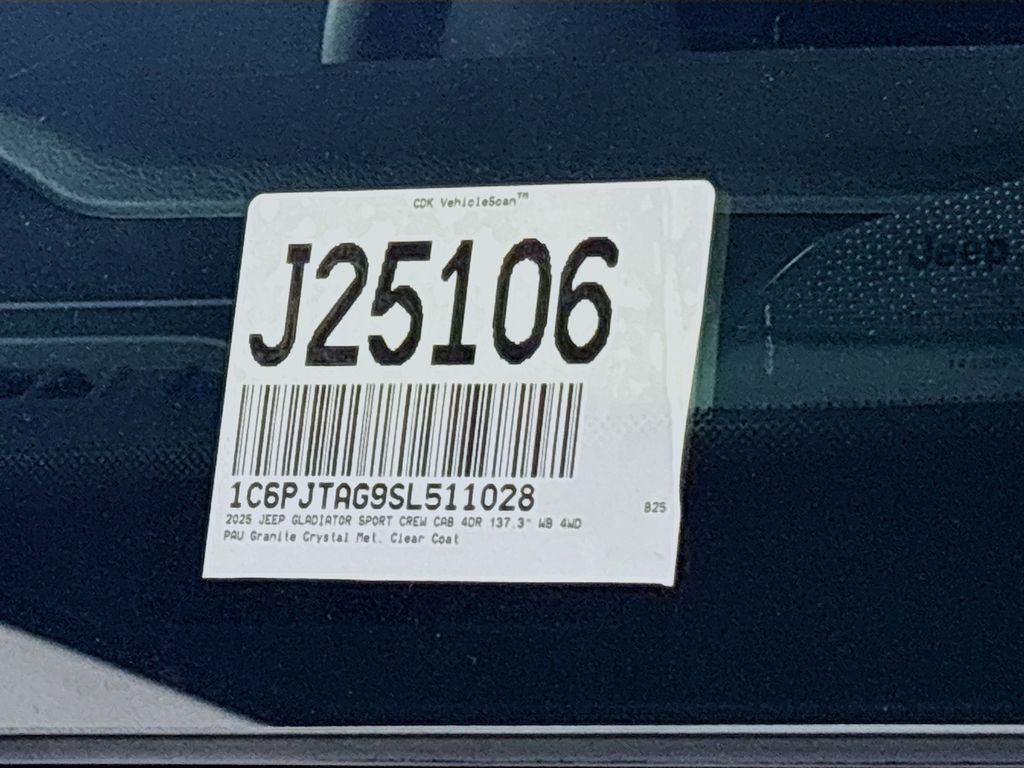 CDK VehicleScan™
J25106
1C6PJTAG9SL511028
B25
2025 JEEP GLADIATOR SPORT CREW CAB 4DR 137.3" WB 4WD
PAU Granite Crystal Met. Clear Coat
Jeep